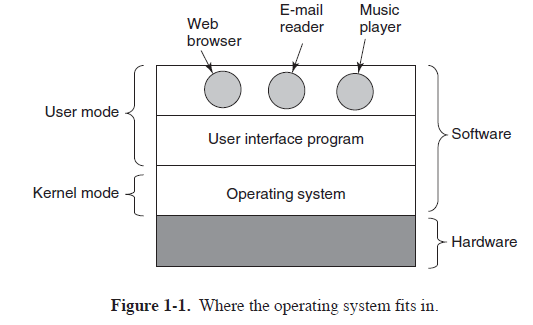 Web
browser
E-mail
reader
Music
player
User mode
User interface program
Software
Kernel mode
Operating system
Hardware
Figure 1-1. Where the operating system fits in.